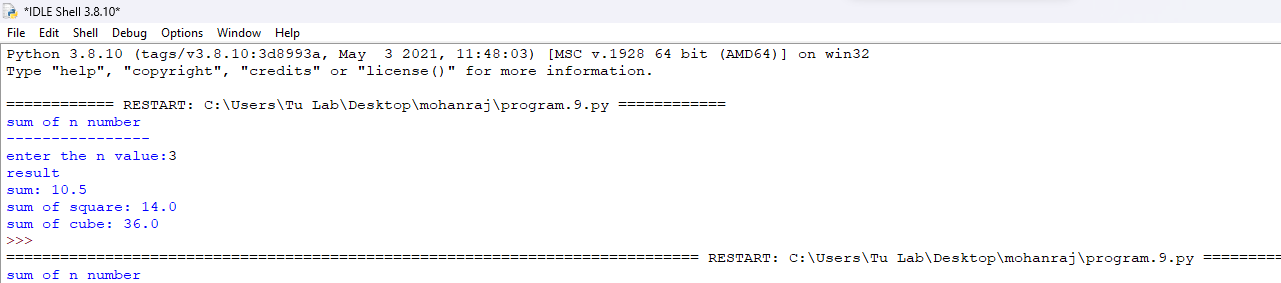 *IDLE Shell 3.8.10*
File Edit Shell Debug Options Window Help
Python 3.8.10 (tags/v3.8.10:3d8993a, May  3 2021, 11:48:03) [MSC v.1928 64 bit (AMD64)] on win32
Type "help", "copyright", "credits" or "license()" for more information.
============ RESTART: C:\Users\Tu Lab\Desktop\mohanraj\program.9.py ============
sum of n number
----------------
enter the n value:3
result
sum: 10.5
sum of square: 14.0
sum of cube: 36.0
>>>
============================================================================= RESTART: C:\Users\Tu Lab\Desktop\mohanraj\program.9.py =========
sum of n number